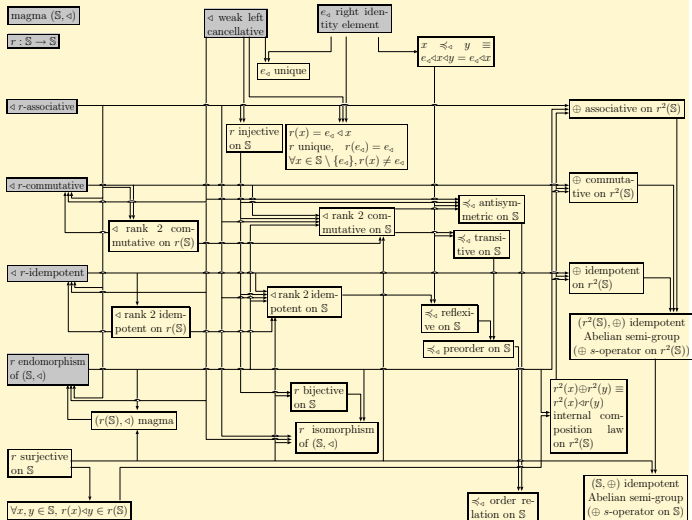 magma (𝕊, ◁)
r : 𝕊 → 𝕊
◁ weak left
cancellative
e◁ right iden-
tity element
e◁ unique
x ≼◁ y ≡
e◁◁x◁y = e◁◁x
◁ r-associative
r injective
on 𝕊
r(x) = e◁ ◁ x
r unique, r(e◁) = e◁
∀x ∈ 𝕊 \ {e◁}, r(x) ≠ e◁
⊕ associative on r²(𝕊)
◁ r-commutative
⊕ commuta-
tive on r²(𝕊)
◁ rank 2 com-
mutative on r(𝕊)
◁ rank 2 com-
mutative on 𝕊
≼◁ antisym-
metric on 𝕊
≼◁ transi-
tive on 𝕊
◁ r-idempotent
⊕ idempotent
on r²(𝕊)
◁ rank 2 idem-
potent on r(𝕊)
◁ rank 2 idem-
potent on 𝕊
≼◁ reflexi-
ve on 𝕊
≼◁ preorder on 𝕊
(r²(𝕊), ⊕) idempotent
Abelian semi-group
(⊕ s-operator on r²(𝕊))
r endomorphism
of (𝕊, ◁)
r bijective
on 𝕊
r²(x)⊕r²(y) ≡
r²(x)◁r(y)
internal com-
position law
on r²(𝕊)
(r(𝕊), ◁) magma
r isomorphism
of (𝕊, ◁)
r surjective
on 𝕊
∀x, y ∈ 𝕊, r(x)◁y ∈ r(𝕊)
≼◁ order re-
lation on 𝕊
(𝕊, ⊕) idempotent
Abelian semi-group
(⊕ s-operator on 𝕊)